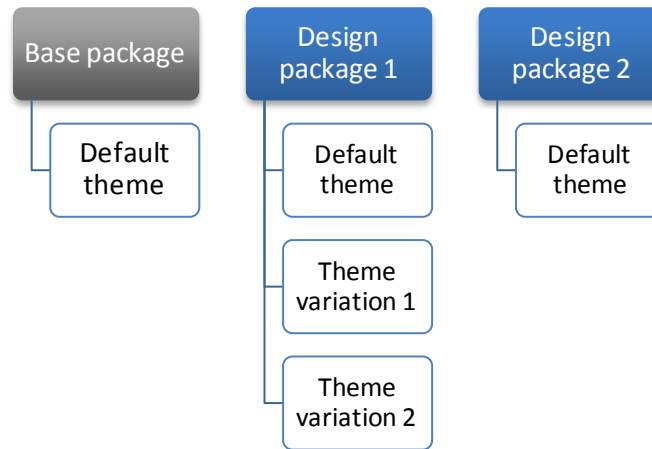 Base package
Default
theme
Design
package 1
Default
theme
Theme
variation 1
Theme
variation 2
Design
package 2
Default
theme